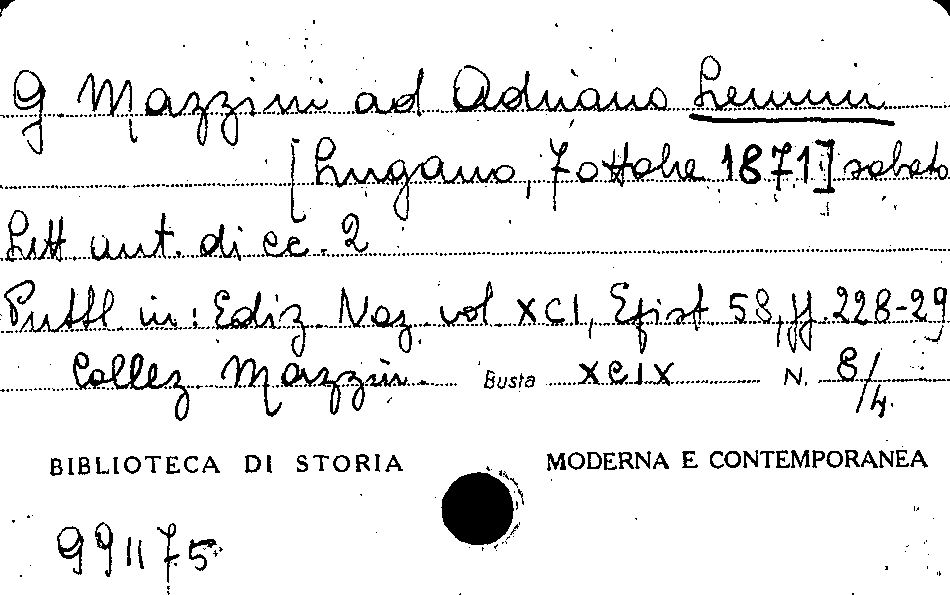 G. Mazzini ad Adriano Lemmi
[Lugano, 7 ottobre 1871] sabato
Lett. aut. di cc. 2
Pubbl. in: Ediz. Naz. vol. XCI, Epist. 58, pp. 228-29
Collez. Mazzini. Busta XCIX N. 8/4.
BIBLIOTECA DI STORIA MODERNA E CONTEMPORANEA
991175